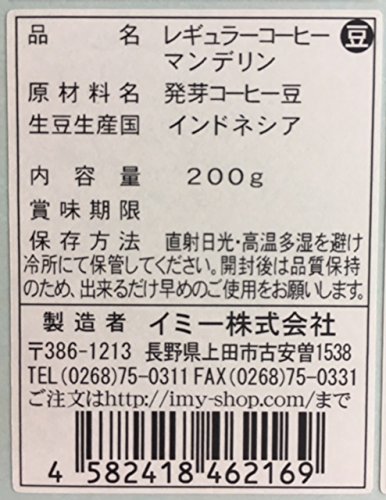 品名 レギュラーコーヒー 豆
マンデリン
原材料名 発芽コーヒー豆
生豆生産国 インドネシア
内容量 200g
賞味期限
保存方法 直射日光・高温多湿を避け
冷所にて保管してください。開封後は品質保持
のため、出来るだけ早めのご使用をお願いします。
製造者 イミー株式会社
〒386-1213 長野県上田市古安曽1538
TEL(0268)75-0311 FAX(0268)75-0331
ご注文はhttp://imy-shop.com/まで
4 582418 462169